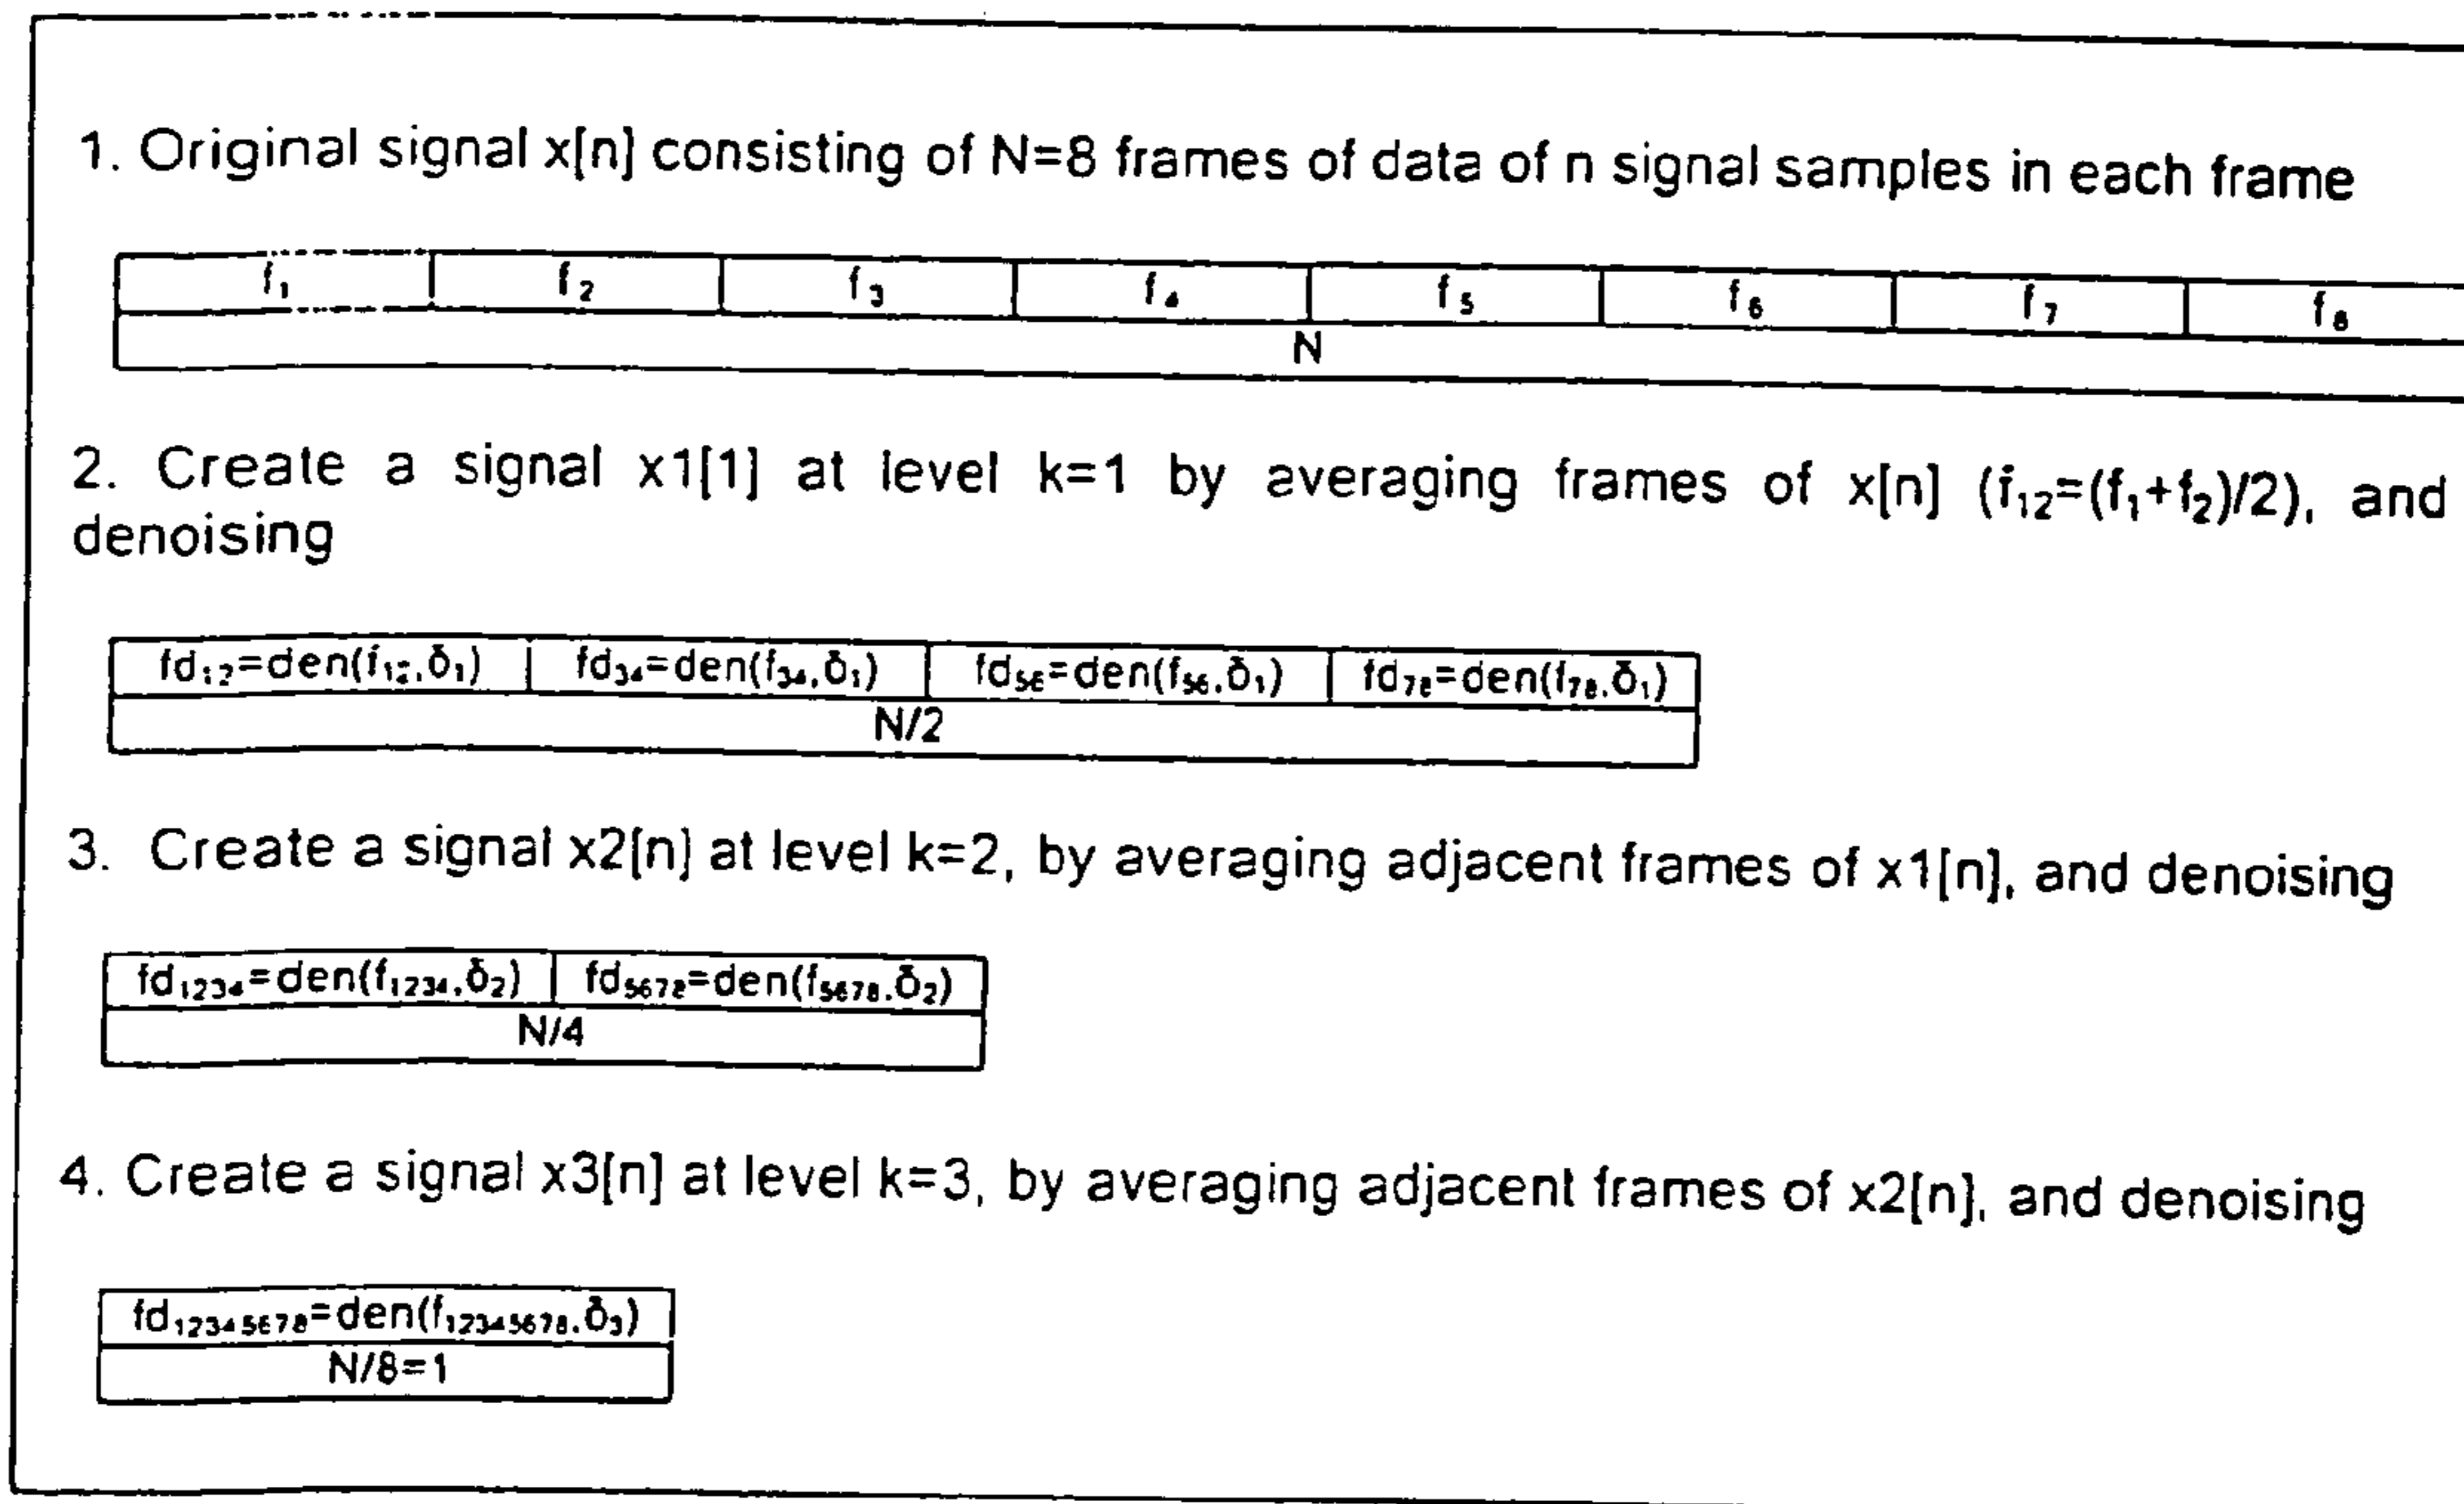 1. Original signal x[n] consisting of N=8 frames of data of n signal samples in each frame
f₁ f₂ f₃ f₄ f₅ f₆ f₇ f₈
N
2. Create a signal x1[1] at level k=1 by averaging frames of x[n] (f₁₂=(f₁+f₂)/2), and
denoising
fd₁₂=den(f₁₂,δ₁) fd₃₄=den(f₃₄,δ₁) fd₅₆=den(f₅₆,δ₁) fd₇₈=den(f₇₈,δ₁)
N/2
3. Create a signal x2[n] at level k=2, by averaging adjacent frames of x1[n], and denoising
fd₁₂₃₄=den(f₁₂₃₄,δ₂) fd₅₆₇₈=den(f₅₆₇₈,δ₂)
N/4
4. Create a signal x3[n] at level k=3, by averaging adjacent frames of x2[n], and denoising
fd₁₂₃₄₅₆₇₈=den(f₁₂₃₄₅₆₇₈,δ₃)
N/8=1